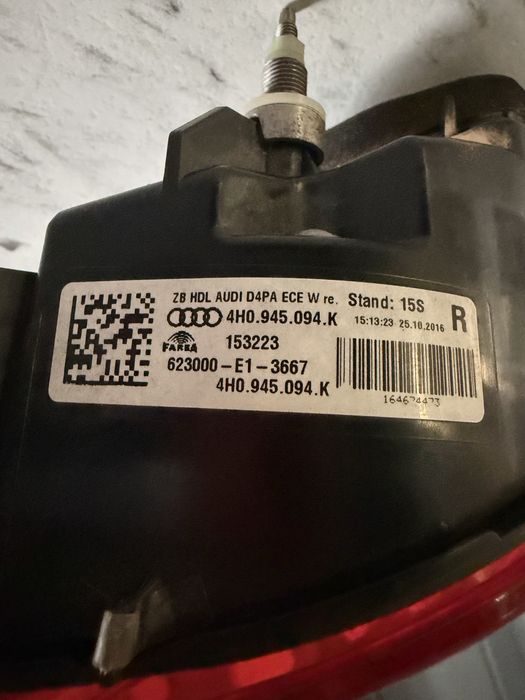 ZB HDL AUDI D4PA ECE W re. Stand: 15S
4H0.945.094.K 15:13:23 25.10.2016 R
FARBA 153223
623000-E1-3667
4H0.945.094.K